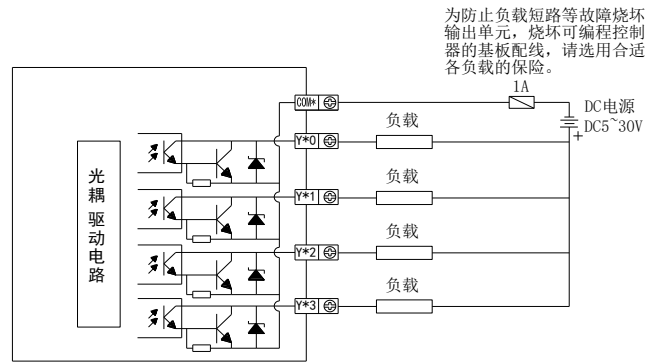 为防止负载短路等故障烧坏
输出单元，烧坏可编程控制
器的基板配线，请选用合适
各负载的保险。
1A
COM*
DC电源
DC5~30V
+
负载
Y*0
负载
Y*1
负载
Y*2
负载
Y*3
光耦驱动电路